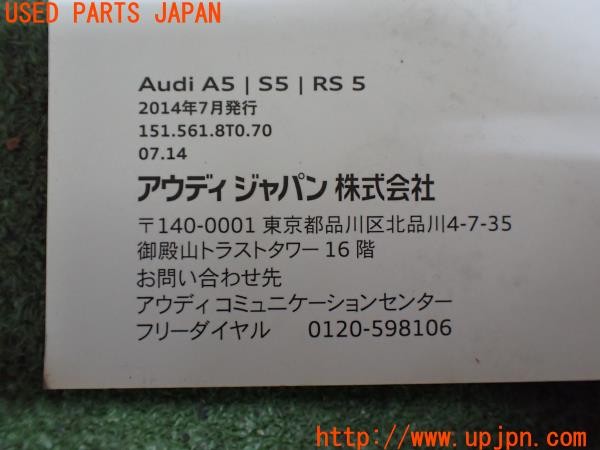 USED PARTS JAPAN
Audi A5 | S5 | RS 5
2014年7月発行
151.561.8T0.70
07.14
アウディ ジャパン 株式会社
〒140-0001 東京都品川区北品川4-7-35
御殿山トラストタワー 16 階
お問い合わせ先
アウディ コミュニケーションセンター
フリーダイヤル 0120-598106
http://www.upjpn.com/